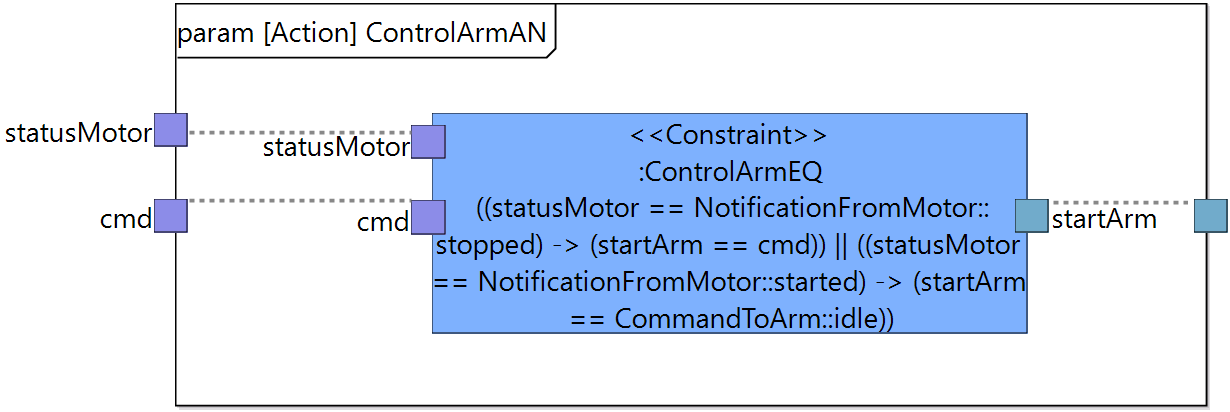 param [Action] ControlArmAN
statusMotor
statusMotor
cmd
cmd
<<Constraint>>
:ControlArmEQ
((statusMotor == NotificationFromMotor::
stopped) -> (startArm == cmd)) || ((statusMotor
== NotificationFromMotor::started) -> (startArm
== CommandToArm::idle))
startArm